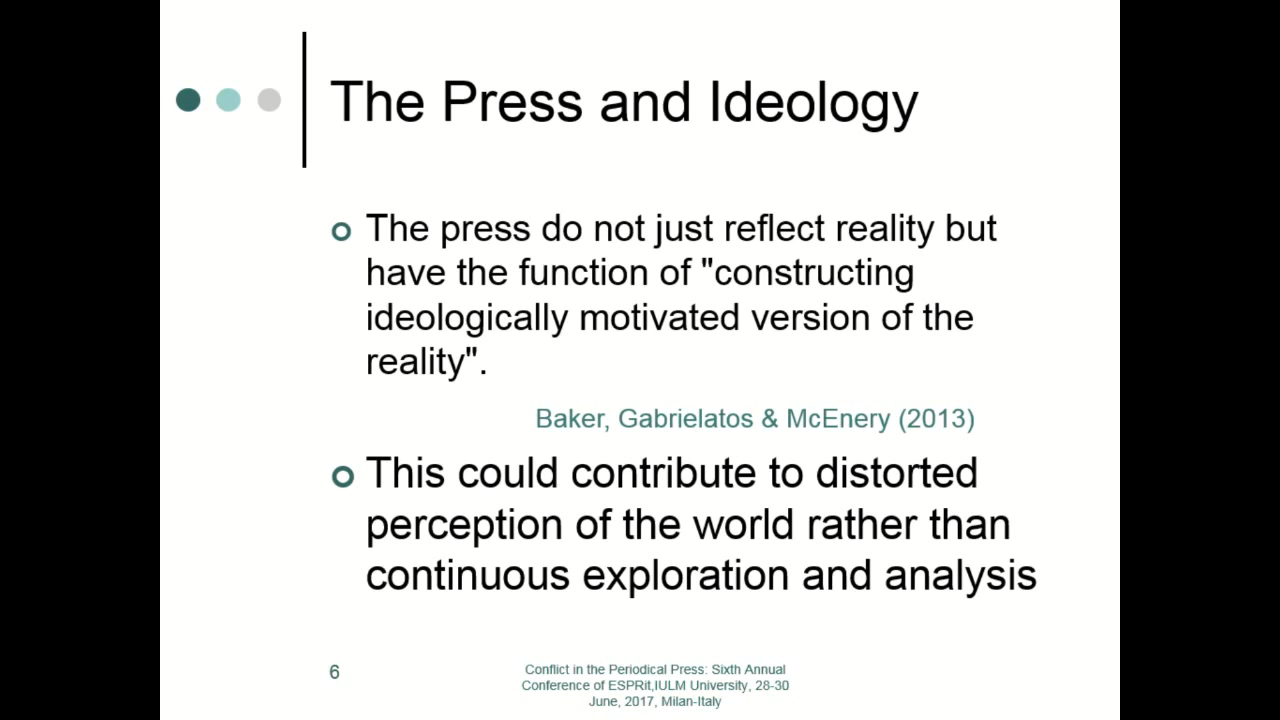 The Press and Ideology
The press do not just reflect reality but
have the function of "constructing
ideologically motivated version of the
reality".
Baker, Gabrielatos & McEnery (2013)
This could contribute to distorted
perception of the world rather than
continuous exploration and analysis
6
Conflict in the Periodical Press: Sixth Annual
Conference of ESPRit,IULM University, 28-30
June, 2017, Milan-Italy